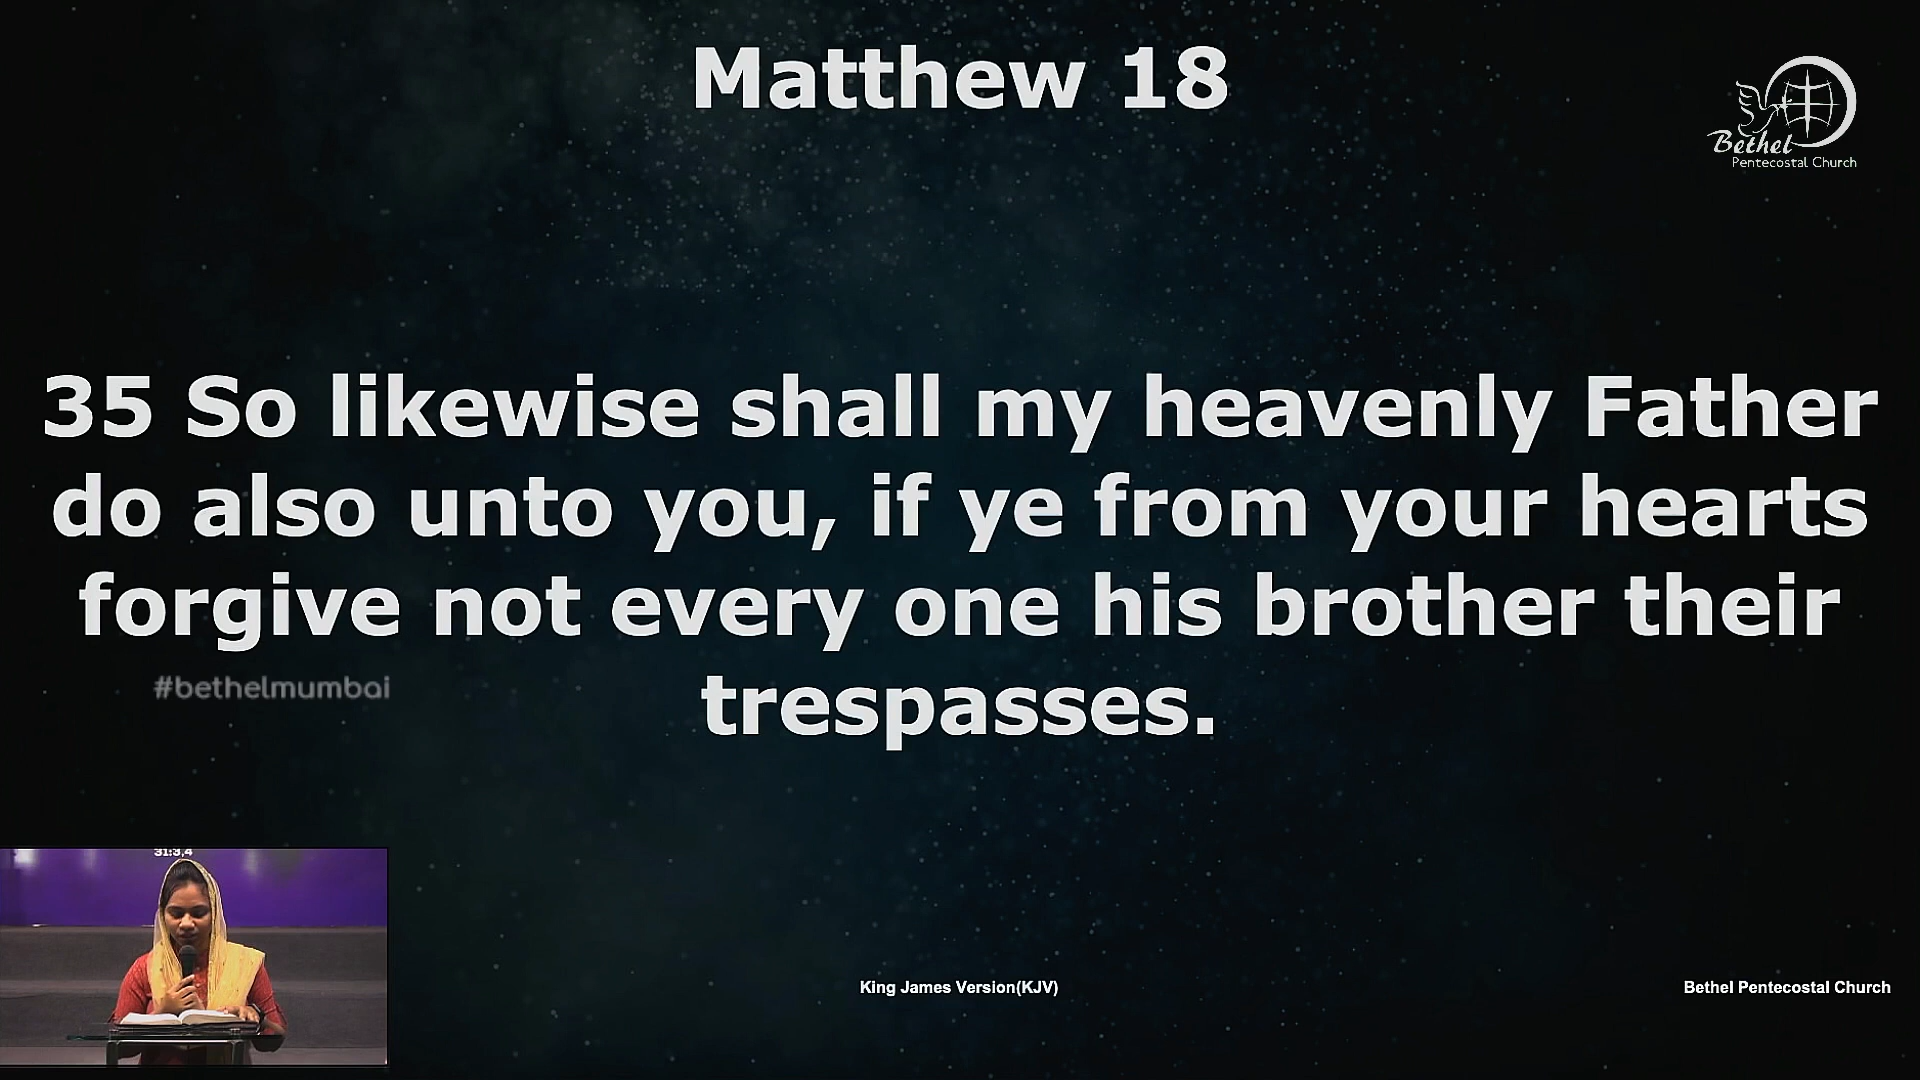 Matthew 18
Bethel
Pentecostal Church
35 So likewise shall my heavenly Father
do also unto you, if ye from your hearts
forgive not every one his brother their
trespasses.
#bethelmumbai
31:3,4
King James Version(KJV)
Bethel Pentecostal Church